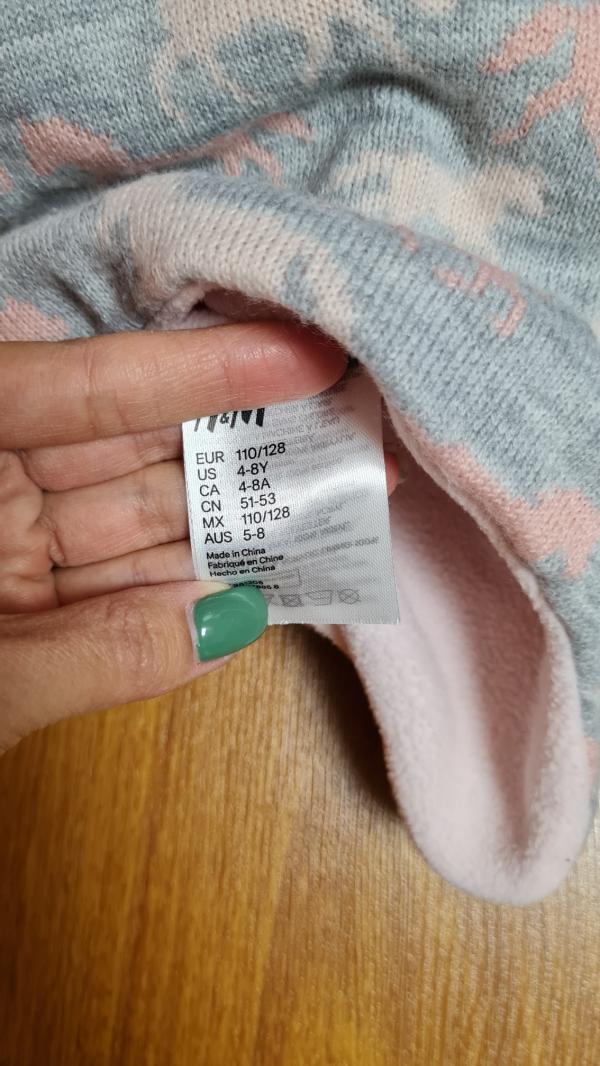 H&M
EUR 110/128
US 4-8Y
CA 4-8A
CN 51-53
MX 110/128
AUS 5-8
Made in China
Fabriqué en Chine
Hecho en China